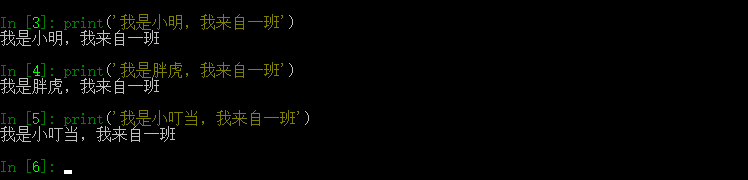 In [3]: print('我是小明，我来自一班')
我是小明，我来自一班
In [4]: print('我是胖虎，我来自一班')
我是胖虎，我来自一班
In [5]: print('我是小叮当，我来自一班')
我是小叮当，我来自一班
In [6]: